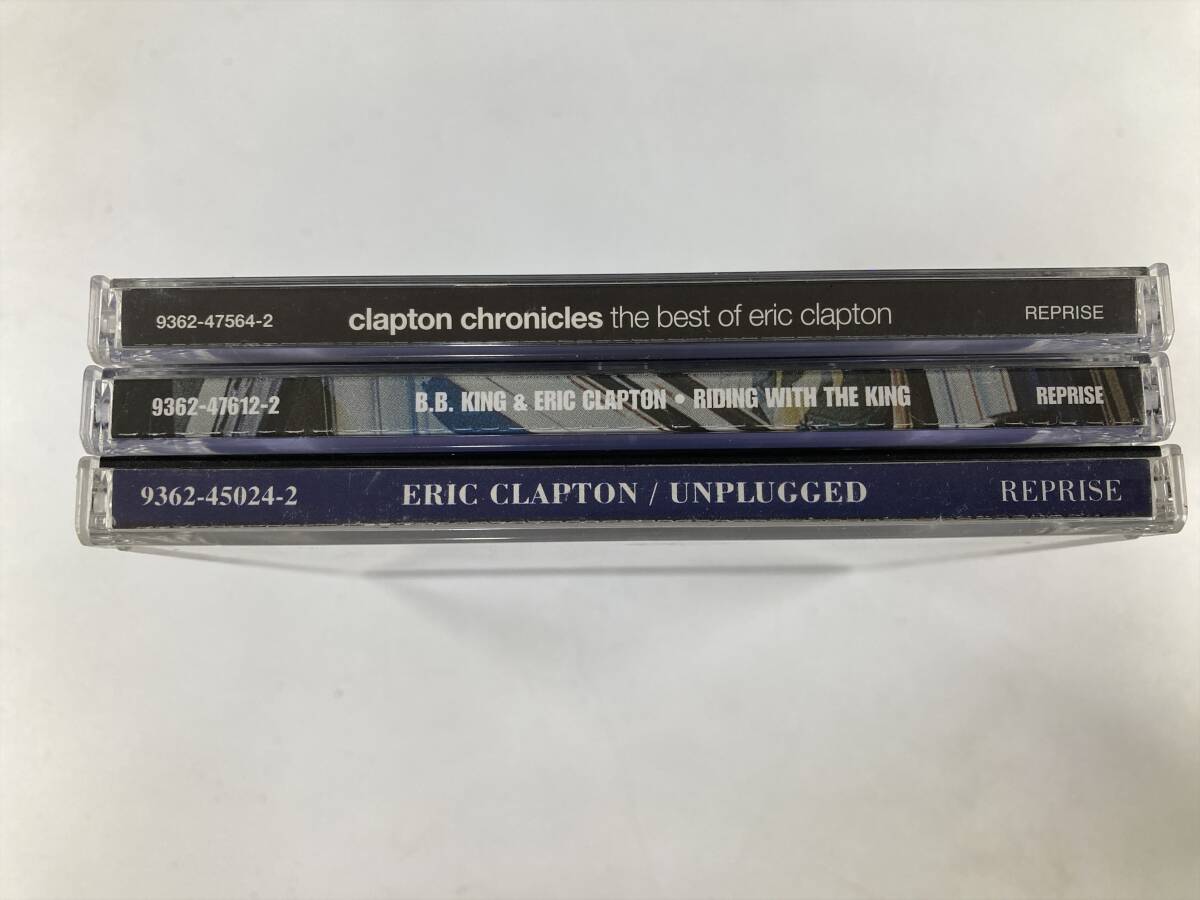 9362-47564-2 clapton chronicles the best of eric clapton REPRISE
9362-47612-2 B.B. KING & ERIC CLAPTON • RIDING WITH THE KING REPRISE
9362-45024-2 ERIC CLAPTON / UNPLUGGED REPRISE